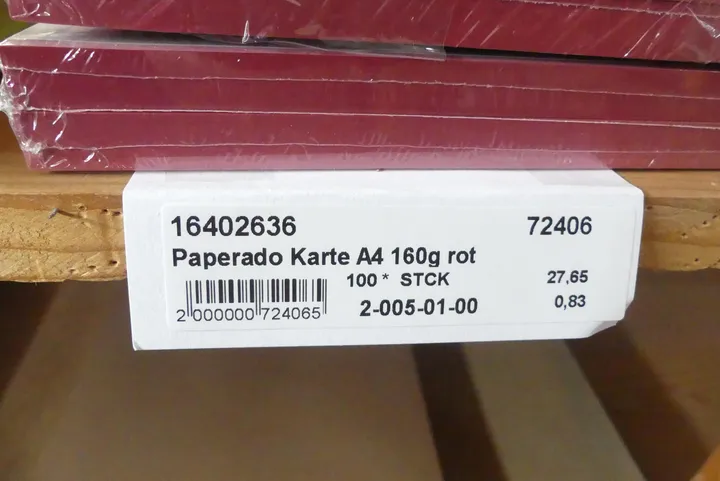 16402636 72406
Paperado Karte A4 160g rot
100 * STCK 27,65
2 000000 724065 2-005-01-00 0,83